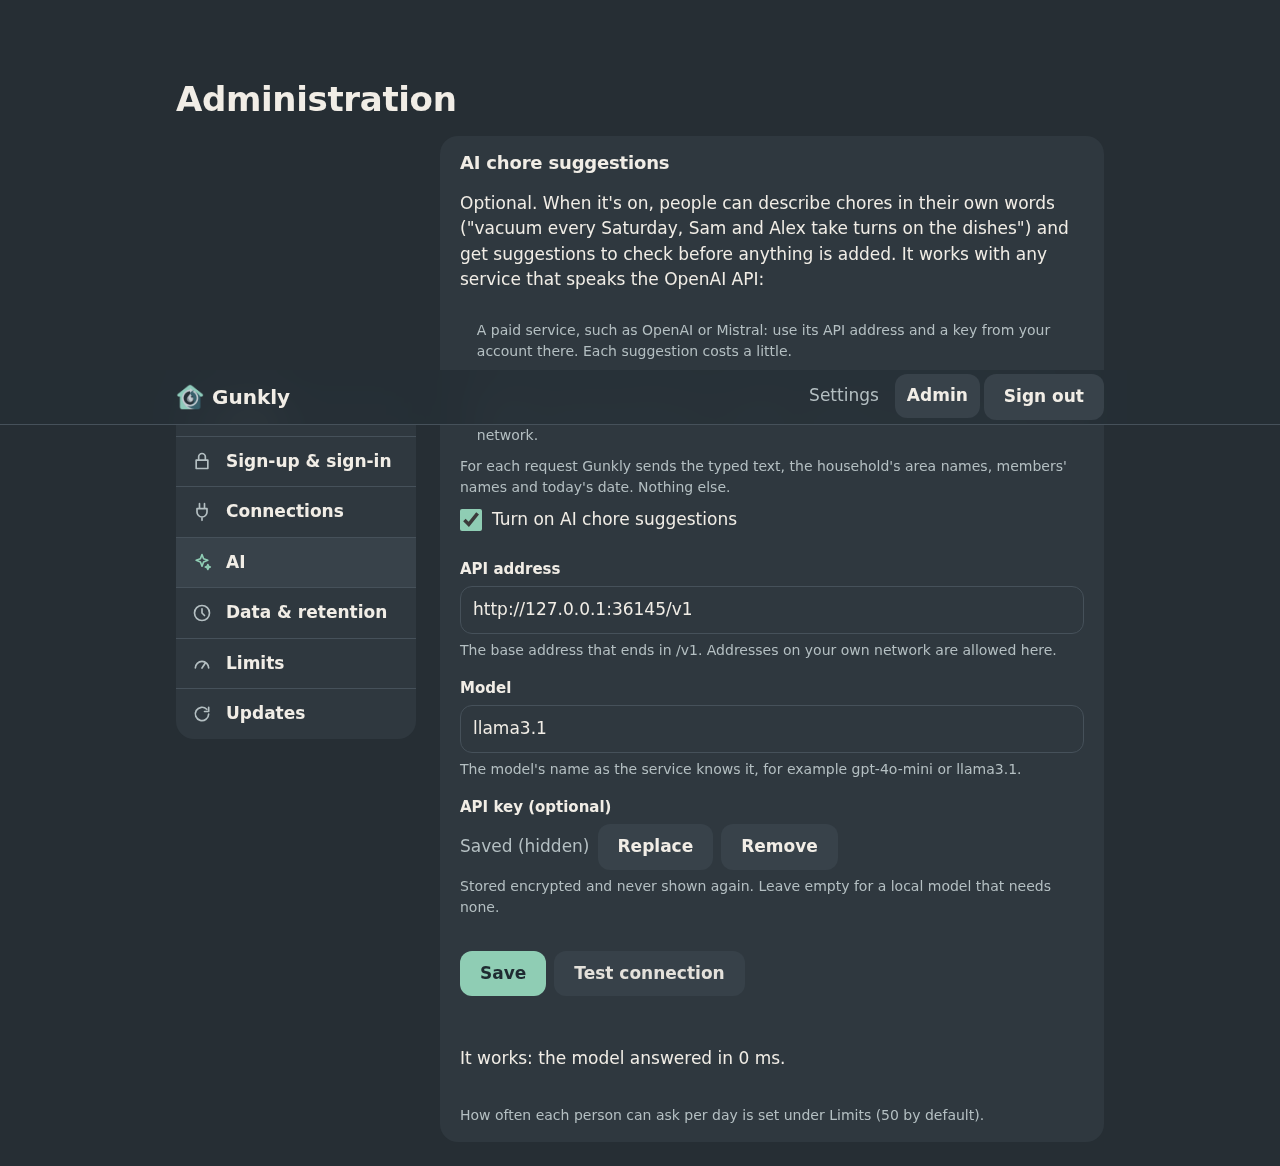 Administration
AI chore suggestions
Optional. When it's on, people can describe chores in their own words
("vacuum every Saturday, Sam and Alex take turns on the dishes") and
get suggestions to check before anything is added. It works with any
service that speaks the OpenAI API:
A paid service, such as OpenAI or Mistral: use its API address and a key from your
account there. Each suggestion costs a little.
Gunkly
Settings
Admin
Sign out
network.
Sign-up & sign-in
Connections
AI
Data & retention
Limits
Updates
For each request Gunkly sends the typed text, the household's area names, members'
names and today's date. Nothing else.
Turn on AI chore suggestions
API address
http://127.0.0.1:36145/v1
The base address that ends in /v1. Addresses on your own network are allowed here.
Model
llama3.1
The model's name as the service knows it, for example gpt-4o-mini or llama3.1.
API key (optional)
Saved (hidden)
Replace
Remove
Stored encrypted and never shown again. Leave empty for a local model that needs
none.
Save
Test connection
It works: the model answered in 0 ms.
How often each person can ask per day is set under Limits (50 by default).